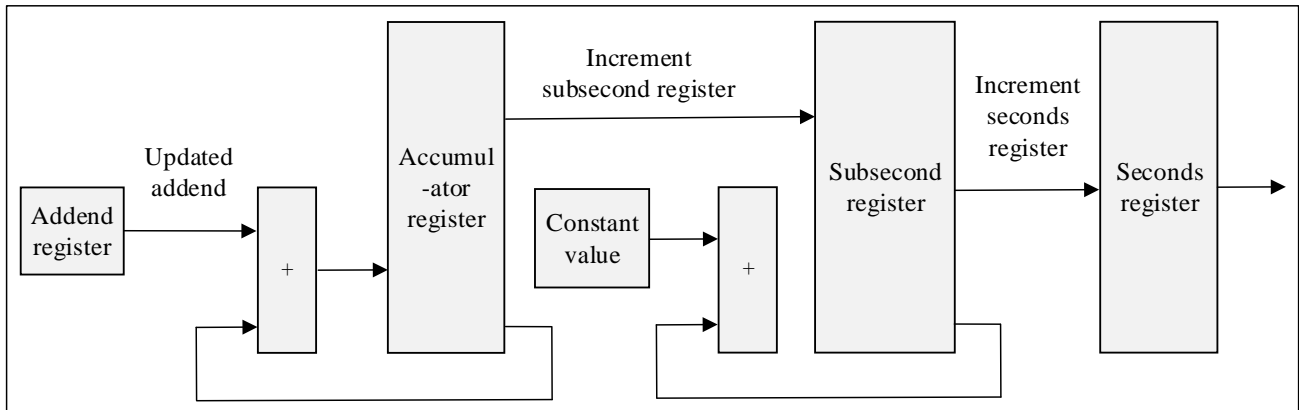 Increment
subsecond register
Increment
seconds
register
Updated
addend
Accumul
-ator
register
Subsecond
register
Seconds
register
Addend
register
Constant
value
+
+